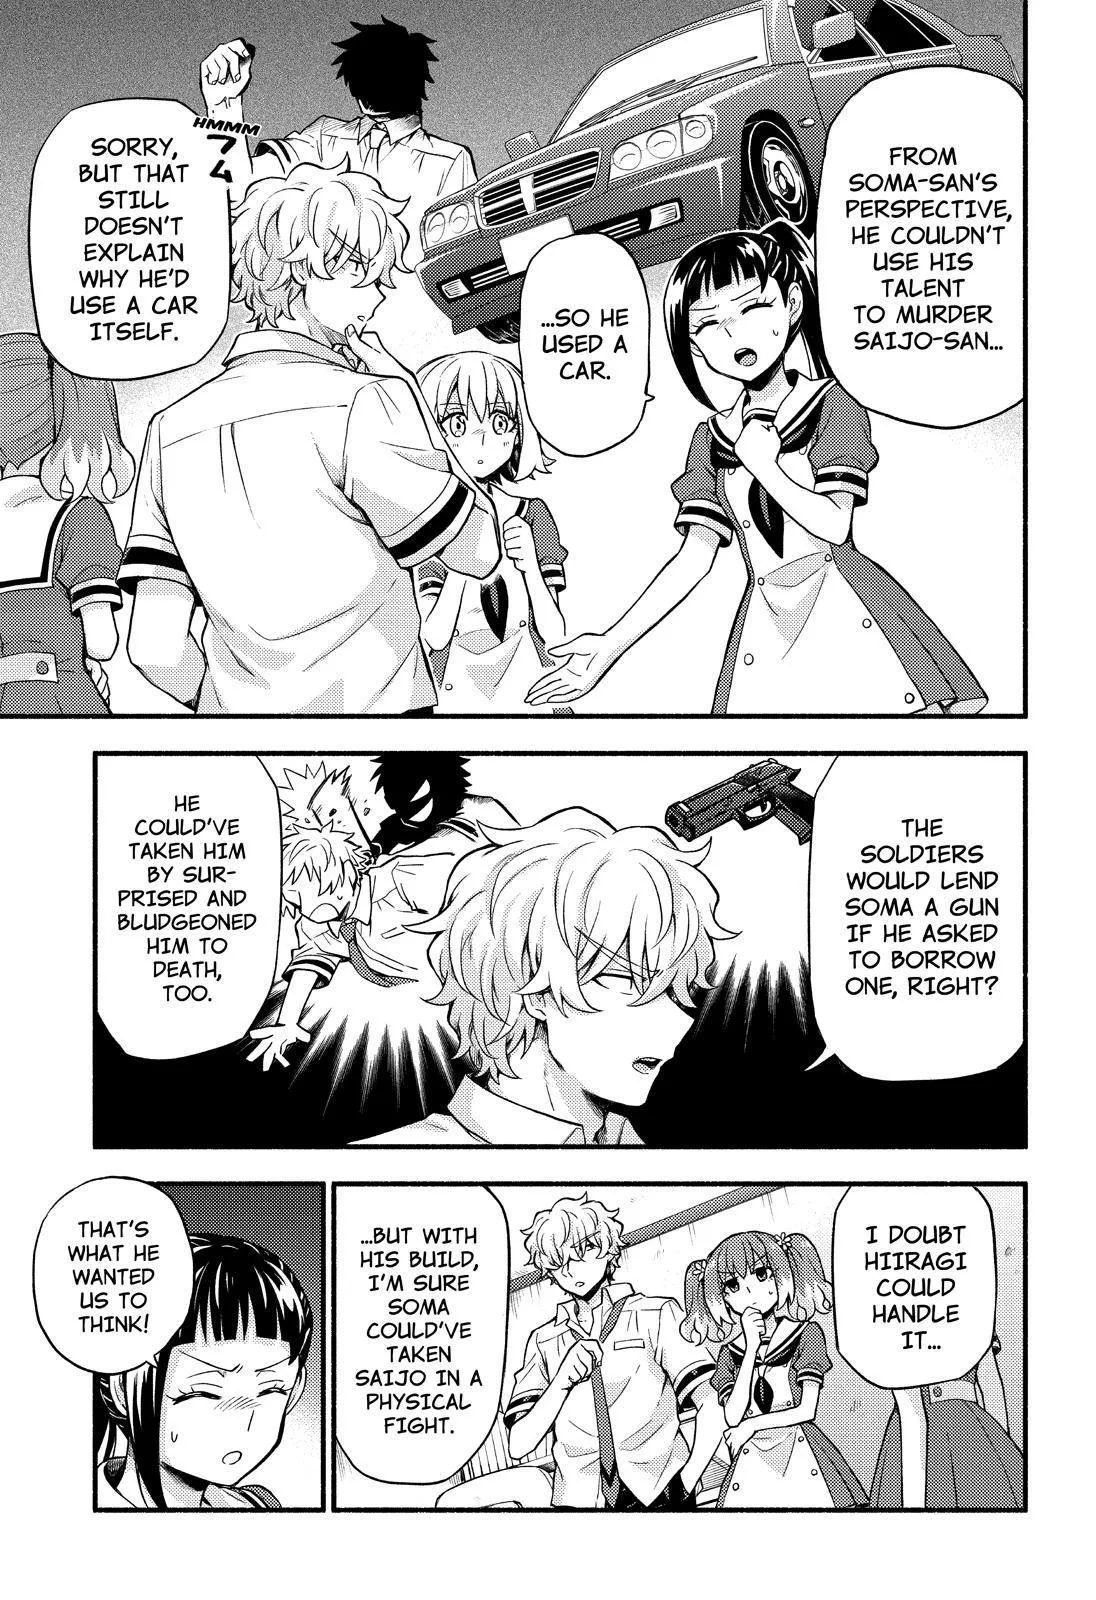 FROM
SOMA-SAN'S
PERSPECTIVE,
HE COULDN'T
USE HIS
TALENT
TO MURDER
SAIJO-SAN...
...SO HE
USED A
CAR.
HMMM
フム
SORRY,
BUT THAT
STILL
DOESN'T
EXPLAIN
WHY HE'D
USE A CAR
ITSELF.
THE
SOLDIERS
WOULD LEND
SOMA A GUN
IF HE ASKED
TO BORROW
ONE, RIGHT?
HE
COULD'VE
TAKEN HIM
BY SUR-
PRISED AND
BLUDGEONED
HIM TO
DEATH,
TOO.
I DOUBT
HIIRAGI
COULD
HANDLE
IT...
...BUT WITH
HIS BUILD,
I'M SURE
SOMA
COULD'VE
TAKEN
SAIJO IN A
PHYSICAL
FIGHT.
THAT'S
WHAT HE
WANTED
US TO
THINK!